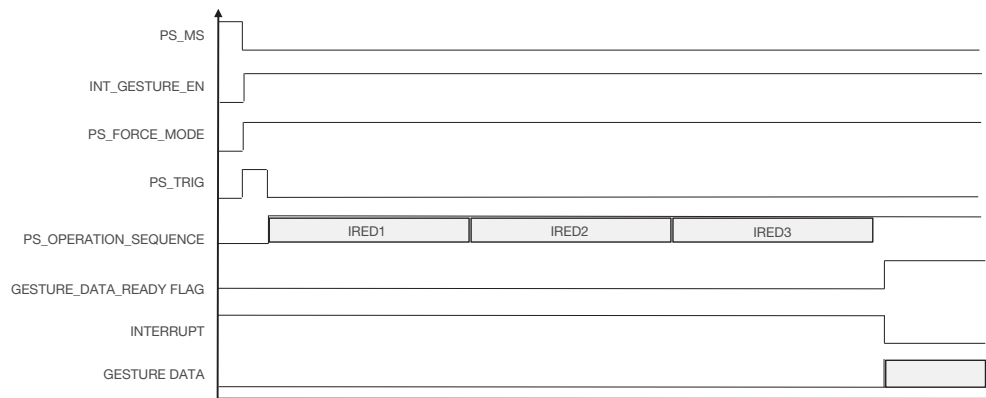 PS_MS
INT_GESTURE_EN
PS_FORCE_MODE
PS_TRIG
PS_OPERATION_SEQUENCE
IRED1
IRED2
IRED3
GESTURE_DATA_READY FLAG
INTERRUPT
GESTURE DATA